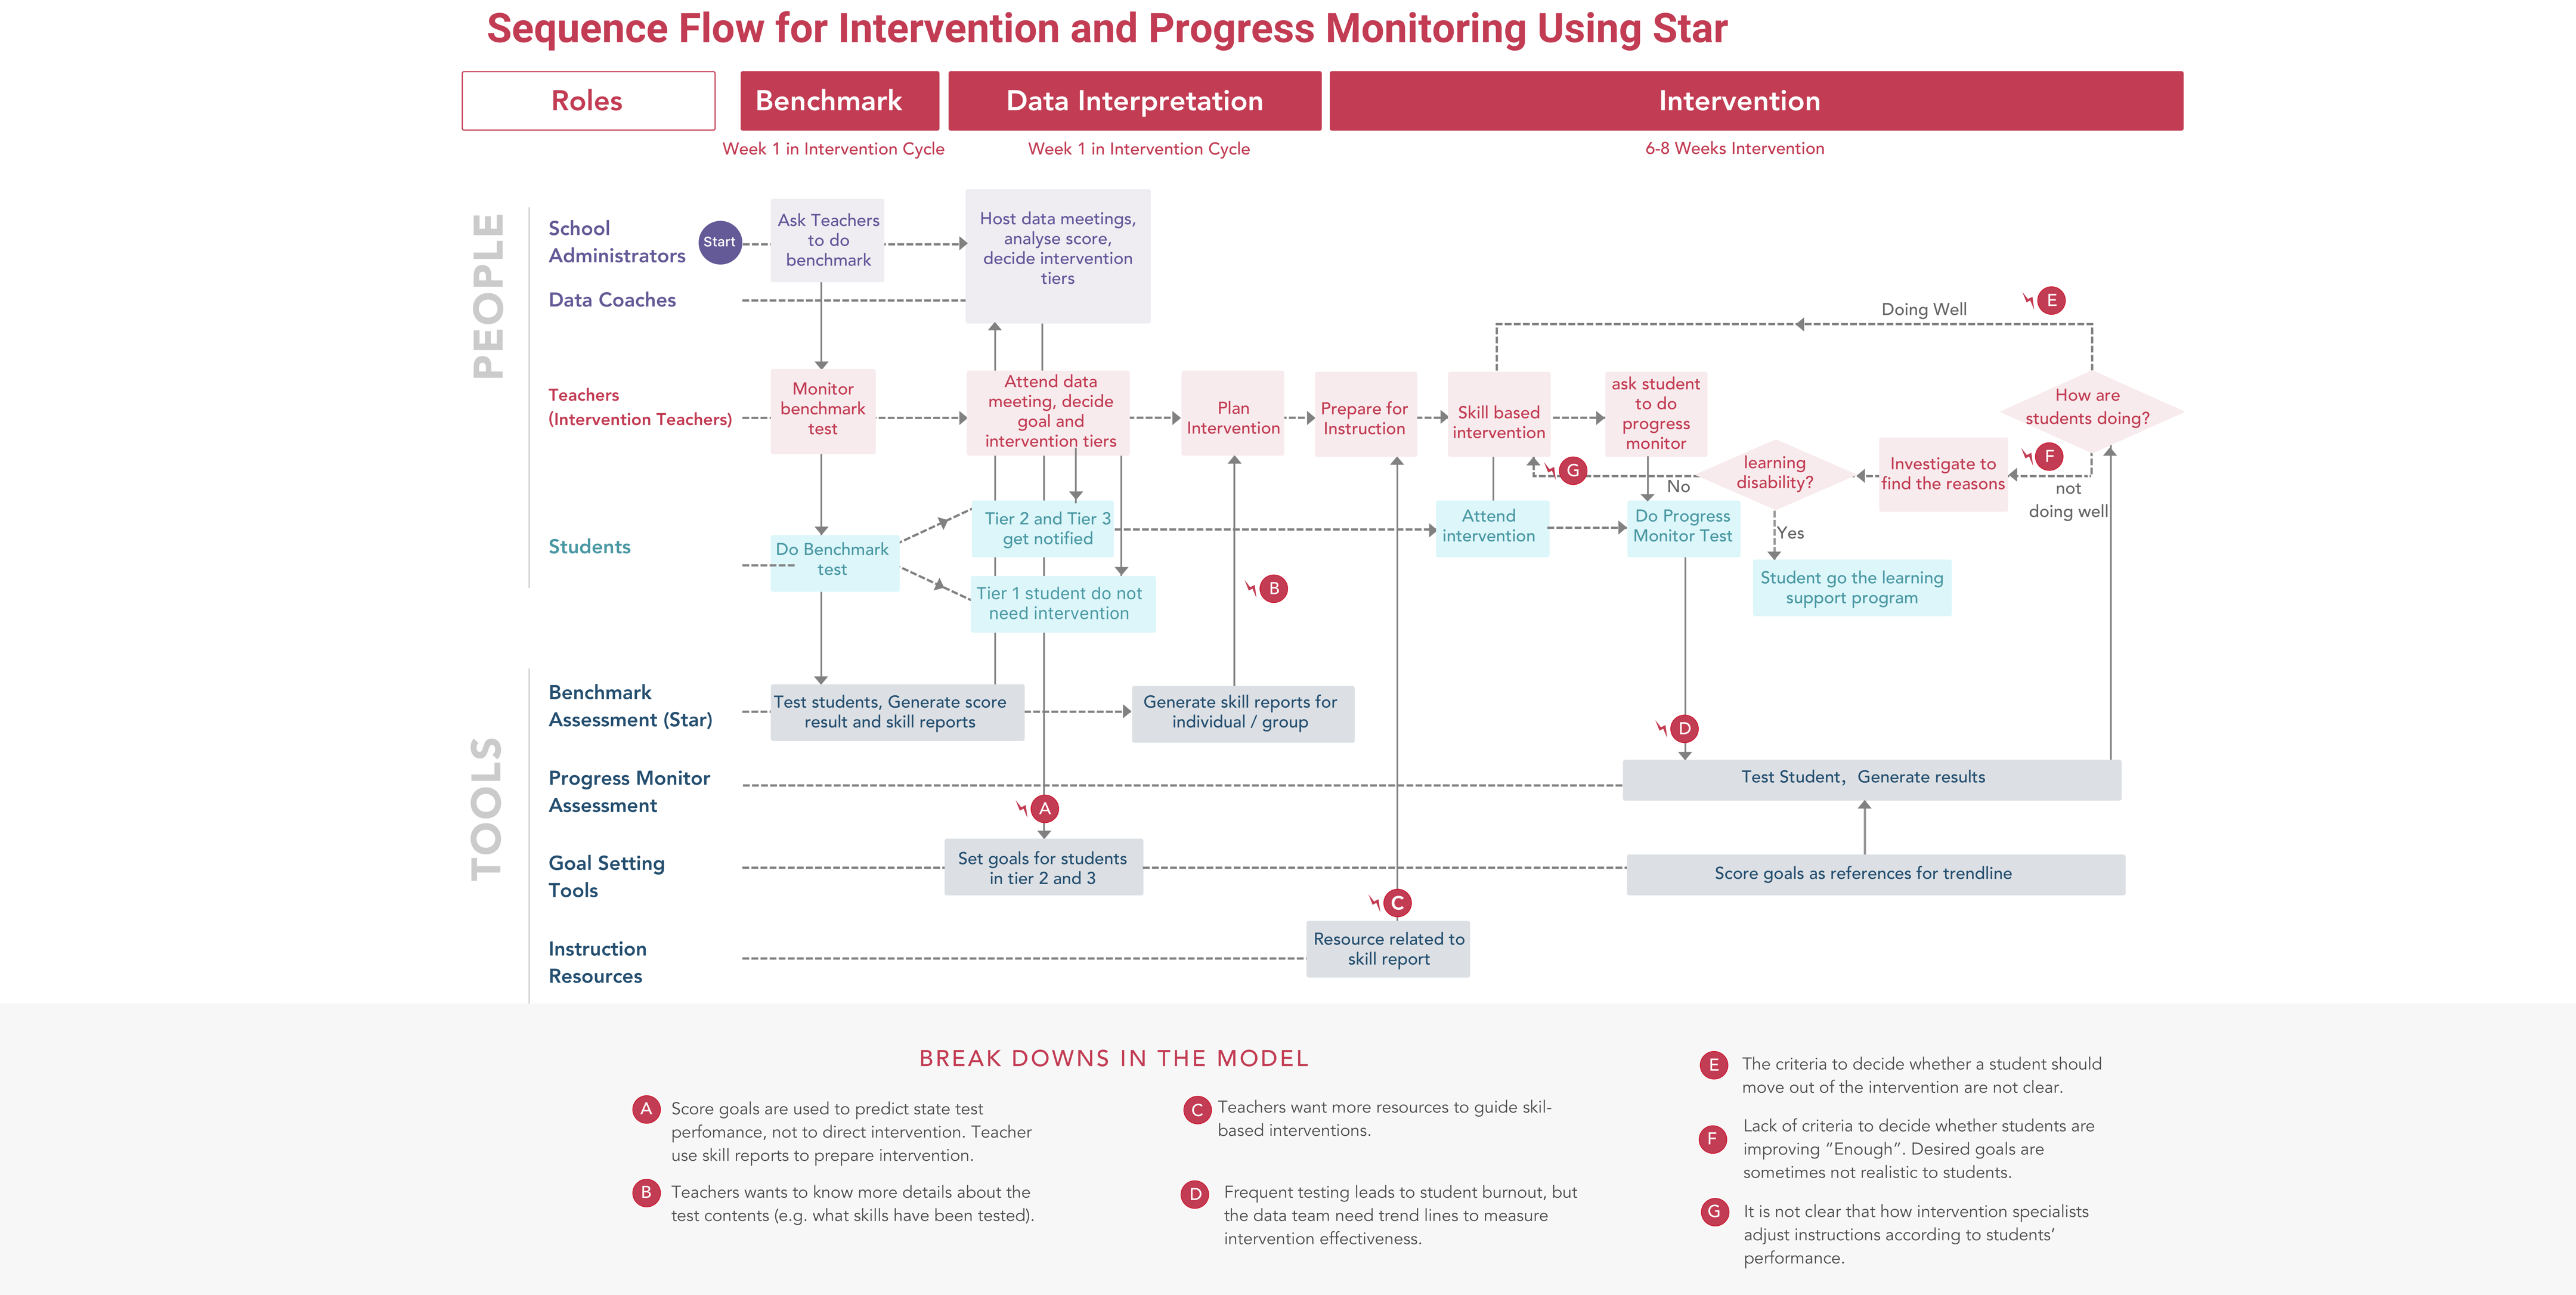 Sequence Flow for Intervention and Progress Monitoring Using Star
Roles
Benchmark
Data Interpretation
Intervention
Week 1 in Intervention Cycle
Week 1 in Intervention Cycle
6-8 Weeks Intervention
PEOPLE
School
Administrators
Start
Ask Teachers
to do
benchmark
Host data meetings,
analyse score,
decide intervention
tiers
Data Coaches
Doing Well
E
Teachers
(Intervention Teachers)
Monitor
benchmark
test
Attend data
meeting, decide
goal and
intervention tiers
Plan
Intervention
Prepare for
Instruction
Skill based
intervention
ask student
to do
progress
monitor
How are
students doing?
G
No
learning
disability?
Investigate to
find the reasons
F
not
doing well
Yes
Students
Do Benchmark
test
Tier 2 and Tier 3
get notified
Tier 1 student do not
need intervention
B
Attend
intervention
Do Progress
Monitor Test
Student go the learning
support program
TOOLS
Benchmark
Assessment (Star)
Test students, Generate score
result and skill reports
Generate skill reports for
individual / group
D
Progress Monitor
Assessment
Test Student, Generate results
A
Goal Setting
Tools
Set goals for students
in tier 2 and 3
Score goals as references for trendline
C
Instruction
Resources
Resource related to
skill report
BREAK DOWNS IN THE MODEL
A
Score goals are used to predict state test
perfomance, not to direct intervention. Teacher
use skill reports to prepare intervention.
B
Teachers wants to know more details about the
test contents (e.g. what skills have been tested).
C
Teachers want more resources to guide skil-
based interventions.
D
Frequent testing leads to student burnout, but
the data team need trend lines to measure
intervention effectiveness.
E
The criteria to decide whether a student should
move out of the intervention are not clear.
F
Lack of criteria to decide whether students are
improving “Enough”. Desired goals are
sometimes not realistic to students.
G
It is not clear that how intervention specialists
adjust instructions according to students’
performance.